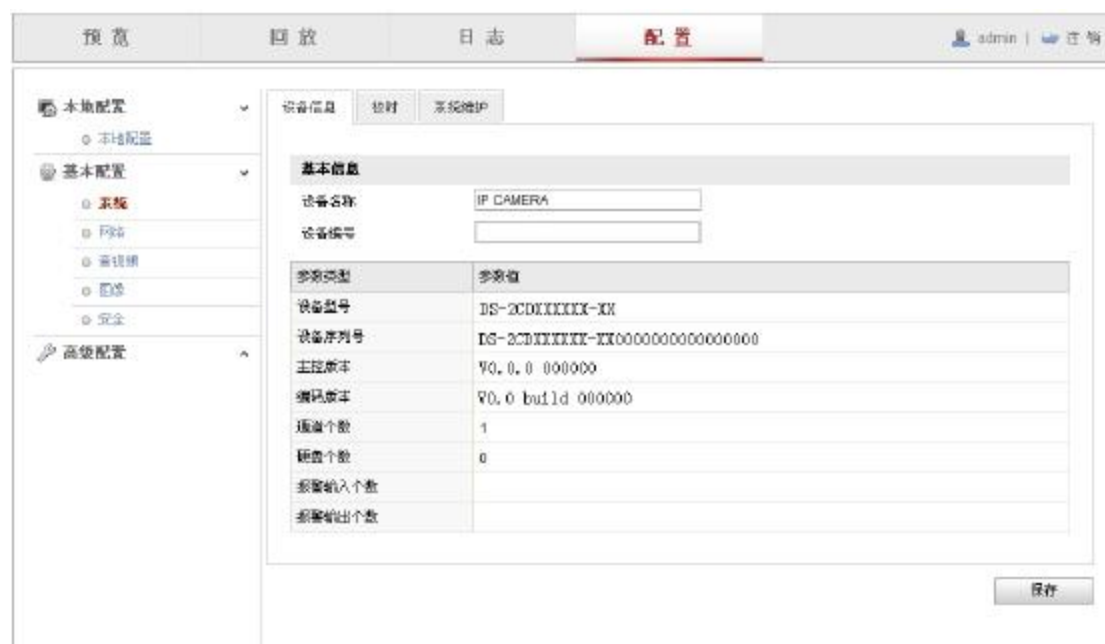 预览 回放 日志 配置 admin | 注销
本地配置
本地配置
基本配置
系统
网络
音视频
图像
安全
高级配置
设备信息 校时 系统维护
基本信息
设备名称 IP CAMERA
设备编号
参数类型 参数值
设备型号 DS-2CDXXXXXX-XX
设备序列号 DS-2CDXXXXXX-XX0000000000000000
主控版本 V0.0.0 000000
编码版本 V0.0 build 000000
通道个数 1
硬盘个数 0
报警输入个数
报警输出个数
保存